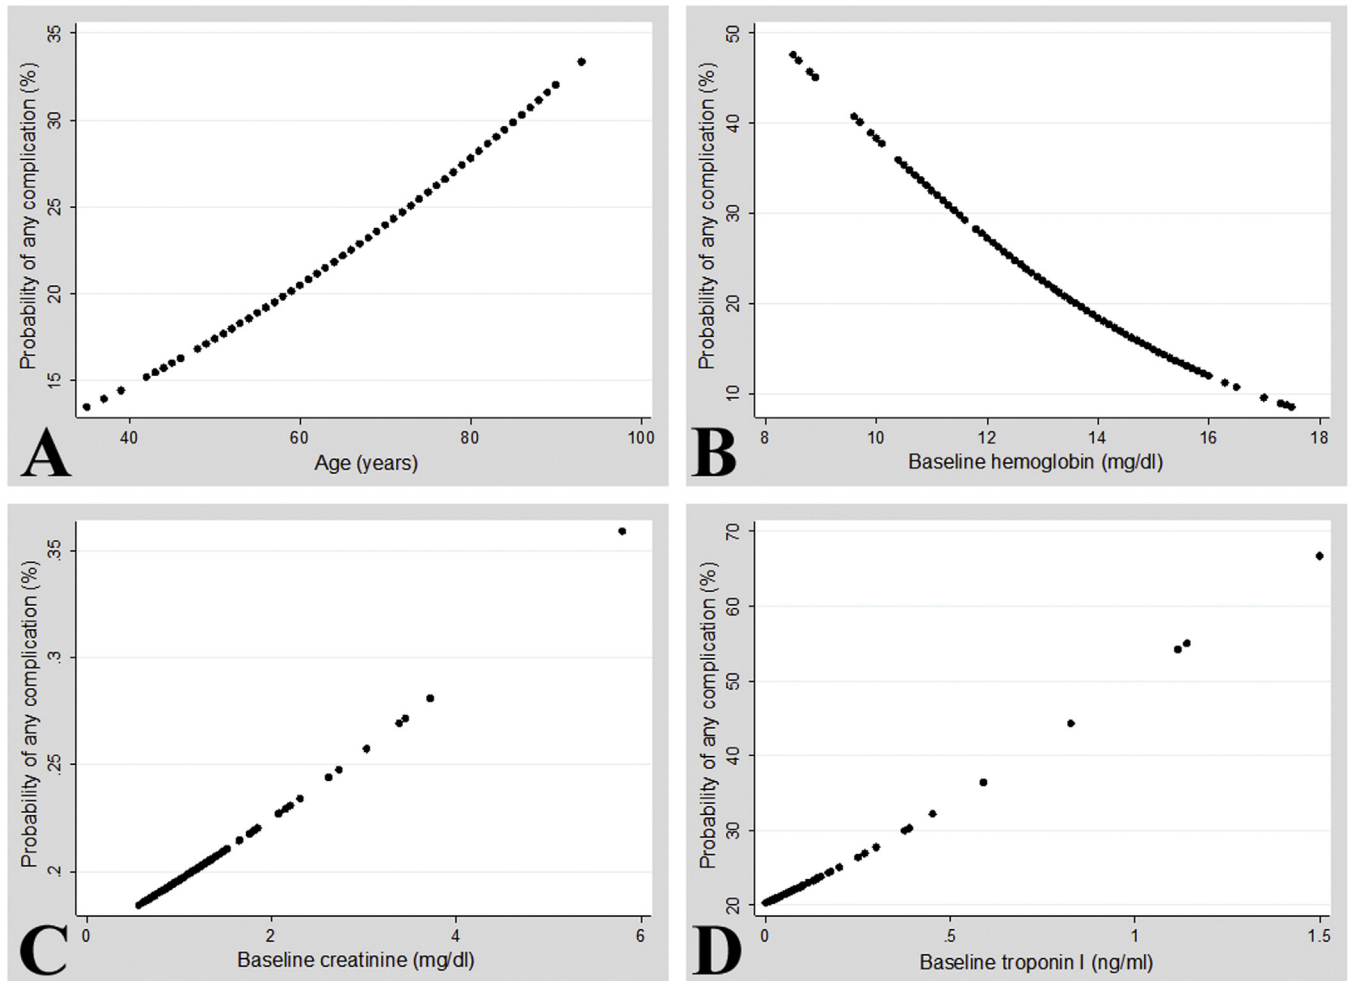 Probability of any complication (%)
35
30
25
20
15
40 60 80 100
Age (years)
A
Probability of any complication (%)
50
40
30
20
10
8 10 12 14 16 18
Baseline hemoglobin (mg/dl)
B
Probability of any complication (%)
.35
.3
.25
.2
0 2 4 6
Baseline creatinine (mg/dl)
C
Probability of any complication (%)
70
60
50
40
30
20
0 .5 1 1.5
Baseline troponin I (ng/ml)
D